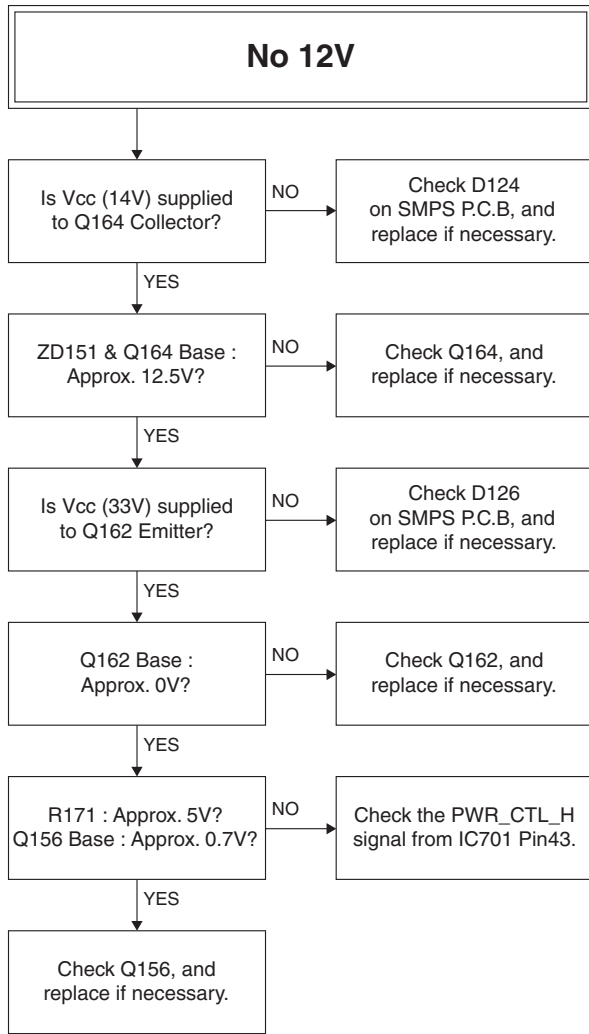 No 12V
Is Vcc (14V) supplied
to Q164 Collector?
NO
Check D124
on SMPS P.C.B, and
replace if necessary.
YES
ZD151 & Q164 Base :
Approx. 12.5V?
NO
Check Q164, and
replace if necessary.
YES
Is Vcc (33V) supplied
to Q162 Emitter?
NO
Check D126
on SMPS P.C.B, and
replace if necessary.
YES
Q162 Base :
Approx. 0V?
NO
Check Q162, and
replace if necessary.
YES
R171 : Approx. 5V?
Q156 Base : Approx. 0.7V?
NO
Check the PWR_CTL_H
signal from IC701 Pin43.
YES
Check Q156, and
replace if necessary.